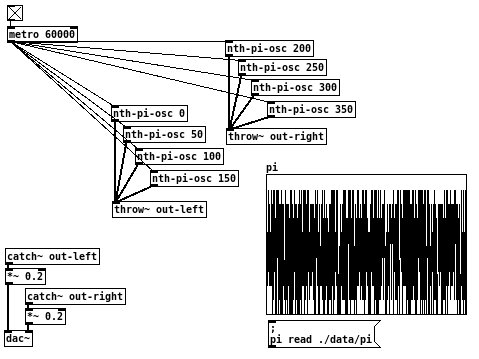 metro 60000
nth-pi-osc 200
nth-pi-osc 250
nth-pi-osc 300
nth-pi-osc 350
throw~ out-right
nth-pi-osc 0
nth-pi-osc 50
nth-pi-osc 100
nth-pi-osc 150
throw~ out-left
pi
catch~ out-left
*~ 0.2
catch~ out-right
*~ 0.2
dac~
;
pi read ./data/pi